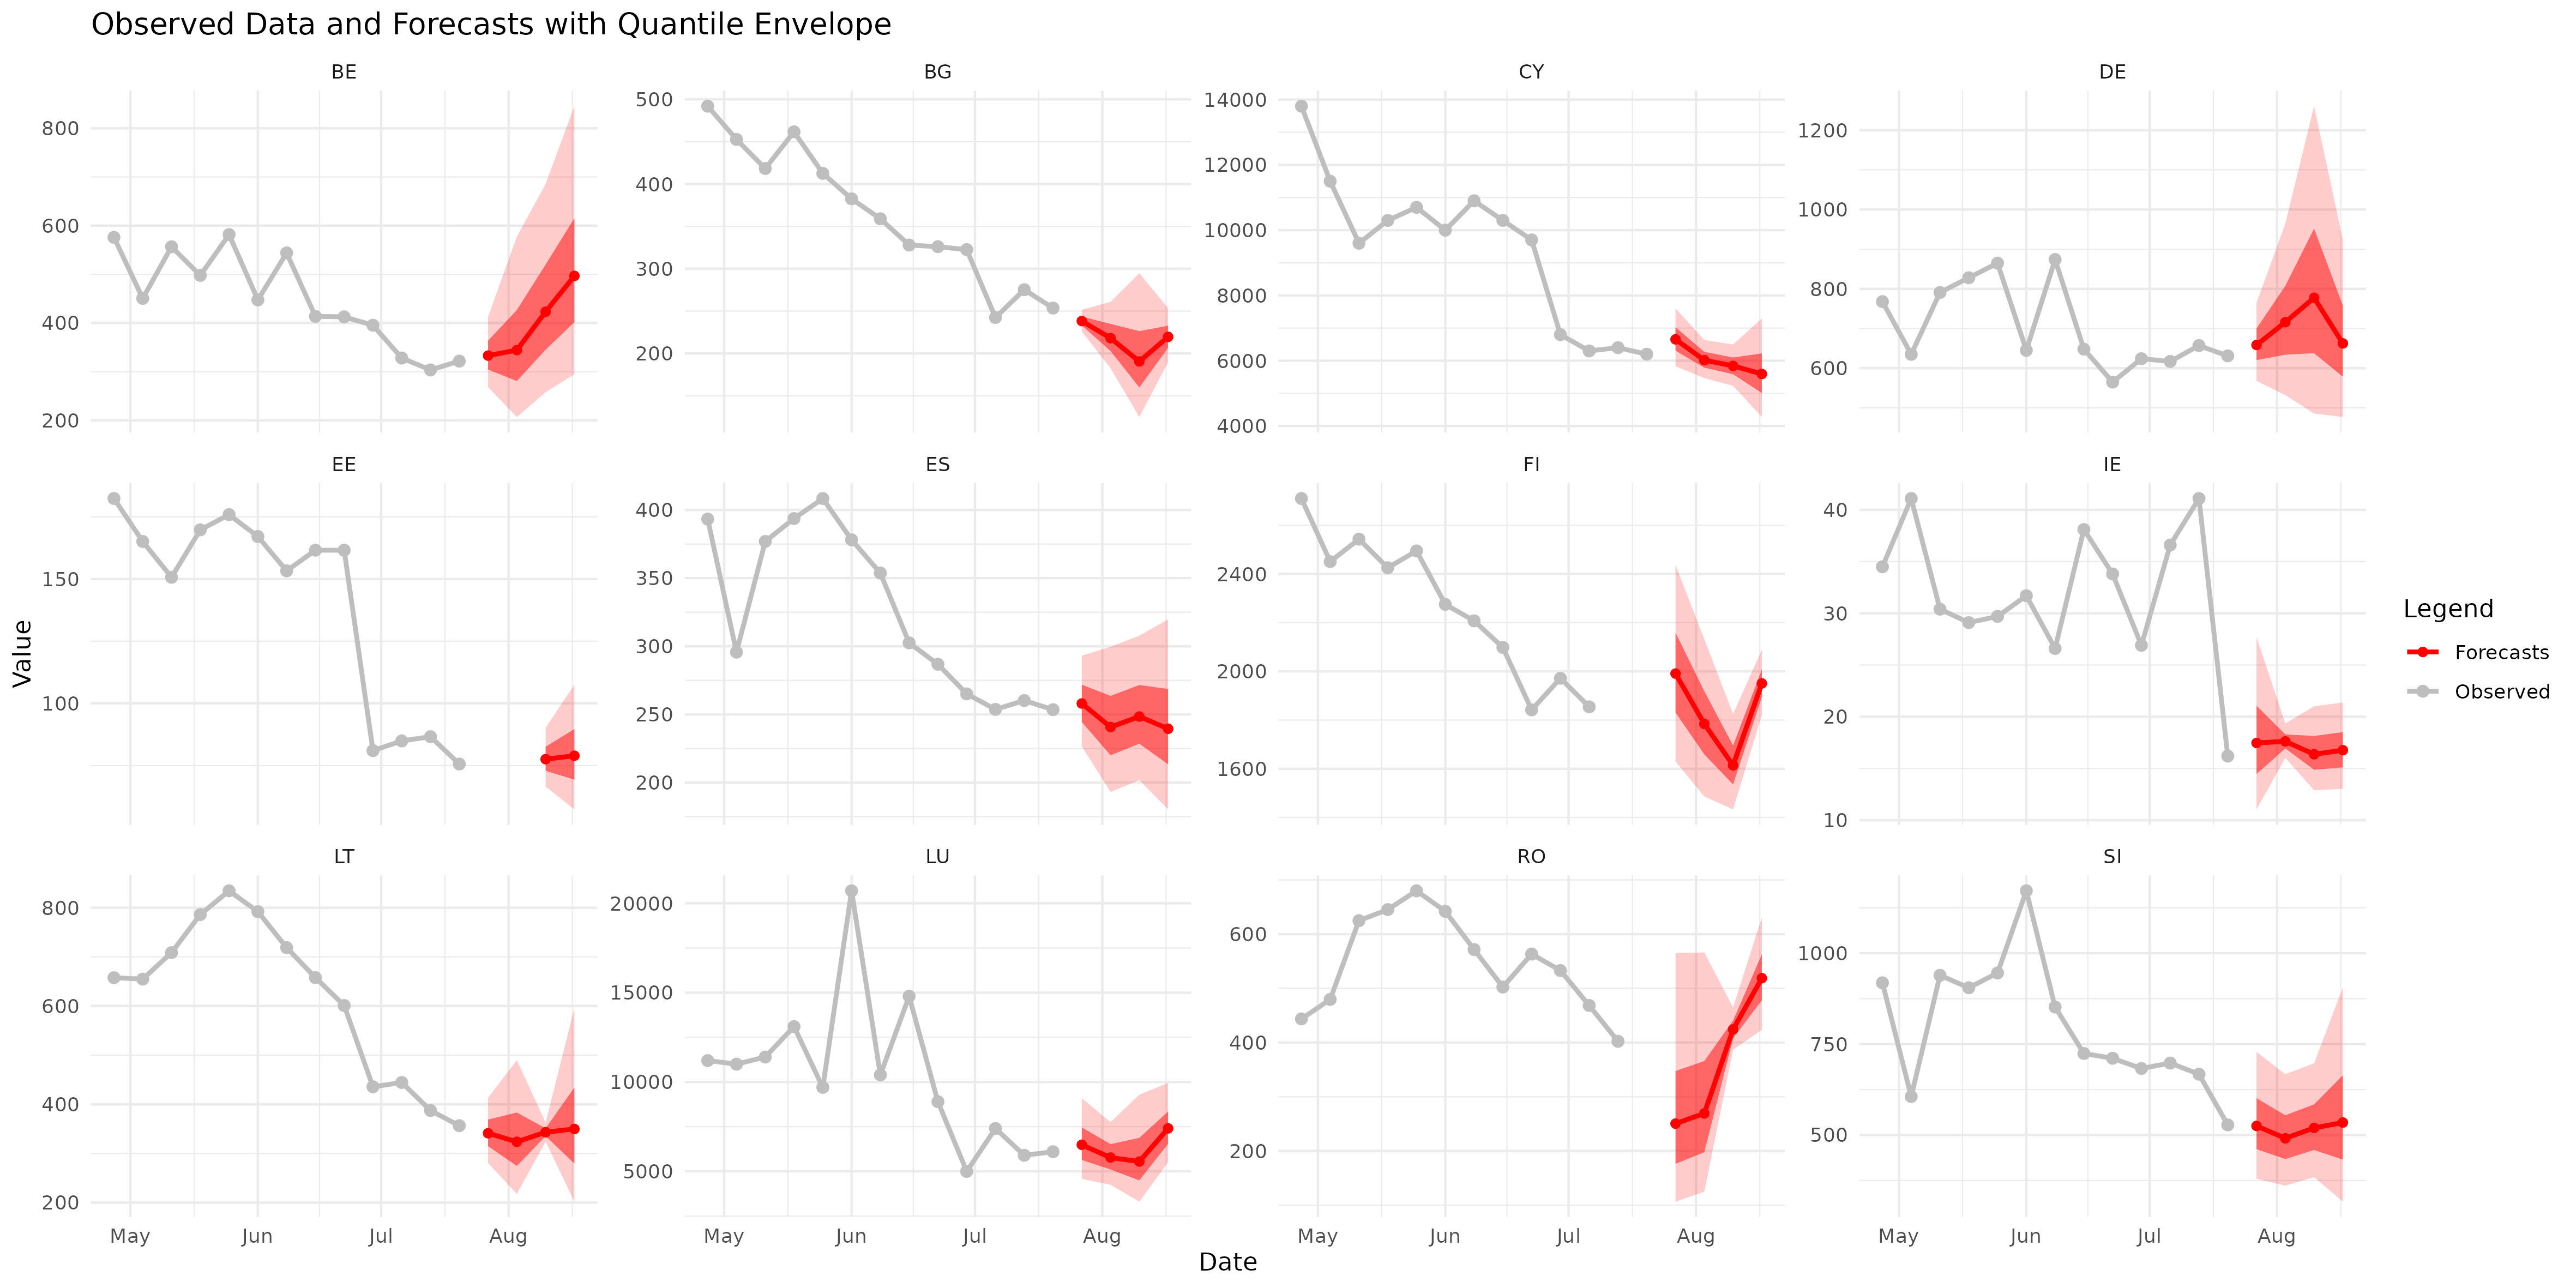 Observed Data and Forecasts with Quantile Envelope
BE
BG
CY
DE
800
600
400
200
500
400
300
200
14000
12000
10000
8000
6000
4000
1200
1000
800
600
EE
ES
FI
IE
150
100
400
350
300
250
200
2400
2000
1600
40
30
20
10
LT
LU
RO
SI
800
600
400
200
20000
15000
10000
5000
600
400
200
1000
750
500
May Jun Jul Aug
May Jun Jul Aug
May Jun Jul Aug
May Jun Jul Aug
Value
Date
Legend
Forecasts
Observed